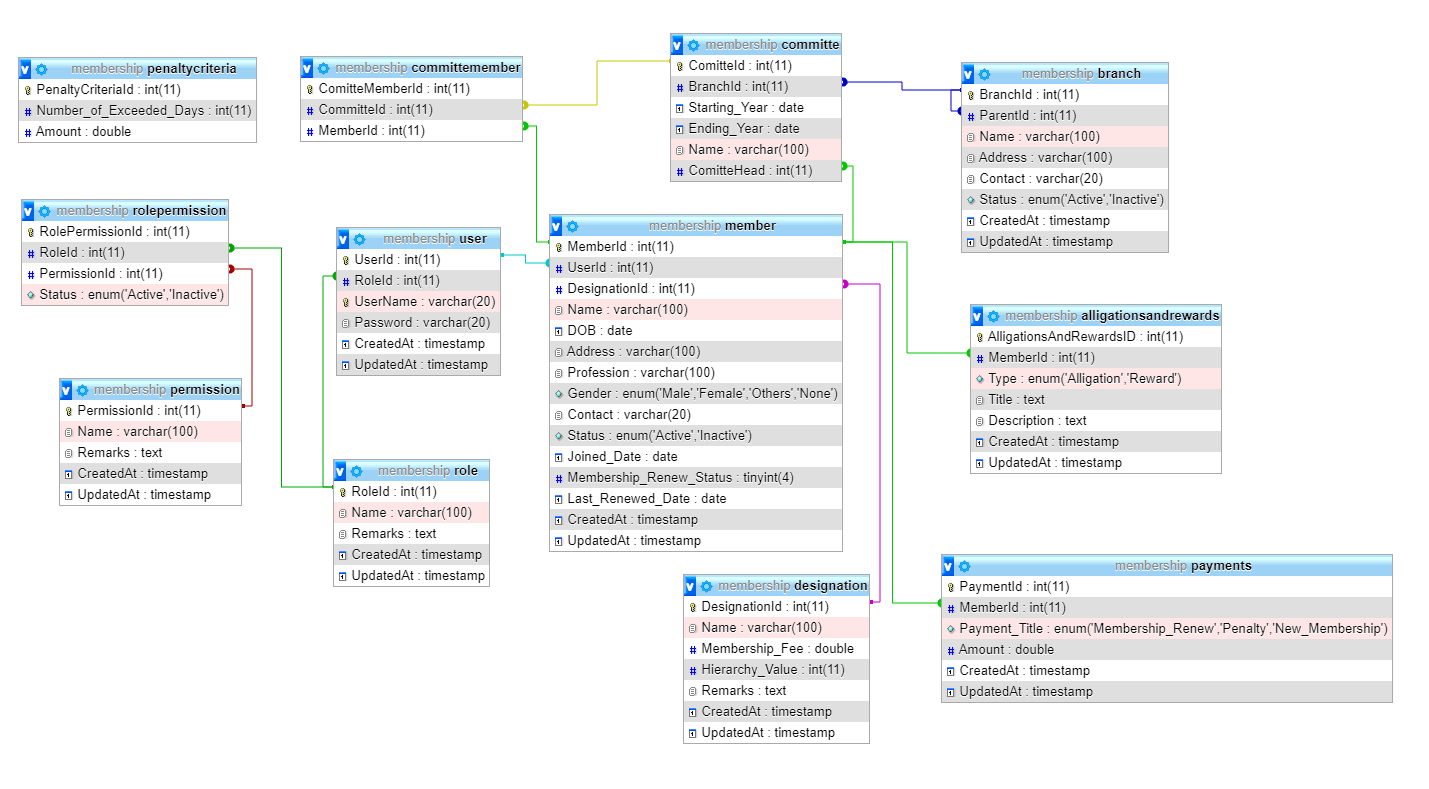 membership penaltycriteria
PenaltyCriteriaId : int(11)
Number_of_Exceeded_Days : int(11)
Amount : double
membership committemember
ComitteMemberId : int(11)
CommitteId : int(11)
MemberId : int(11)
membership committe
ComitteId : int(11)
BranchId : int(11)
Starting_Year : date
Ending_Year : date
Name : varchar(100)
ComitteHead : int(11)
membership branch
BranchId : int(11)
ParentId : int(11)
Name : varchar(100)
Address : varchar(100)
Contact : varchar(20)
Status : enum('Active','Inactive')
CreatedAt : timestamp
UpdatedAt : timestamp
membership rolepermission
RolePermissionId : int(11)
RoleId : int(11)
PermissionId : int(11)
Status : enum('Active','Inactive')
membership user
UserId : int(11)
RoleId : int(11)
UserName : varchar(20)
Password : varchar(20)
CreatedAt : timestamp
UpdatedAt : timestamp
membership member
MemberId : int(11)
UserId : int(11)
DesignationId : int(11)
Name : varchar(100)
DOB : date
Address : varchar(100)
Profession : varchar(100)
Gender : enum('Male','Female','Others','None')
Contact : varchar(20)
Status : enum('Active','Inactive')
Joined_Date : date
Membership_Renew_Status : tinyint(4)
Last_Renewed_Date : date
CreatedAt : timestamp
UpdatedAt : timestamp
membership alligationsandrewards
AlligationsAndRewardsID : int(11)
MemberId : int(11)
Type : enum('Alligation','Reward')
Title : text
Description : text
CreatedAt : timestamp
UpdatedAt : timestamp
membership permission
PermissionId : int(11)
Name : varchar(100)
Remarks : text
CreatedAt : timestamp
UpdatedAt : timestamp
membership role
RoleId : int(11)
Name : varchar(100)
Remarks : text
CreatedAt : timestamp
UpdatedAt : timestamp
membership designation
DesignationId : int(11)
Name : varchar(100)
Membership_Fee : double
Hierarchy_Value : int(11)
Remarks : text
CreatedAt : timestamp
UpdatedAt : timestamp
membership payments
PaymentId : int(11)
MemberId : int(11)
Payment_Title : enum('Membership_Renew','Penalty','New_Membership')
Amount : double
CreatedAt : timestamp
UpdatedAt : timestamp